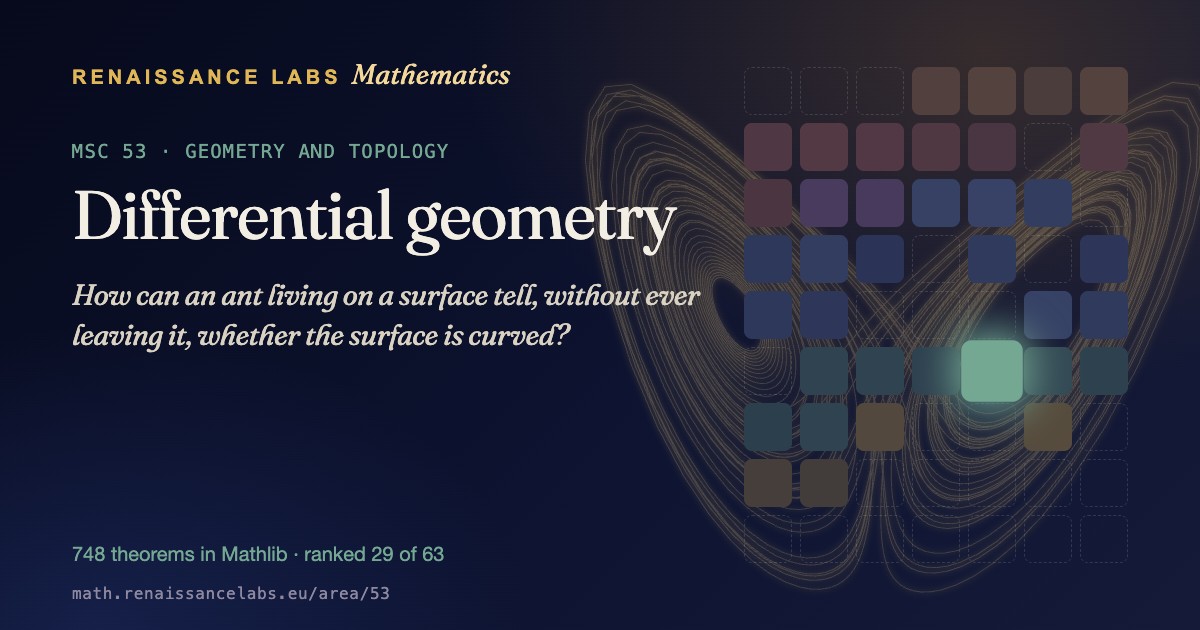 RENAISSANCE LABS Mathematics
MSC 53 · GEOMETRY AND TOPOLOGY
Differential geometry
How can an ant living on a surface tell, without ever
leaving it, whether the surface is curved?
748 theorems in Mathlib · ranked 29 of 63
math.renaissancelabs.eu/area/53